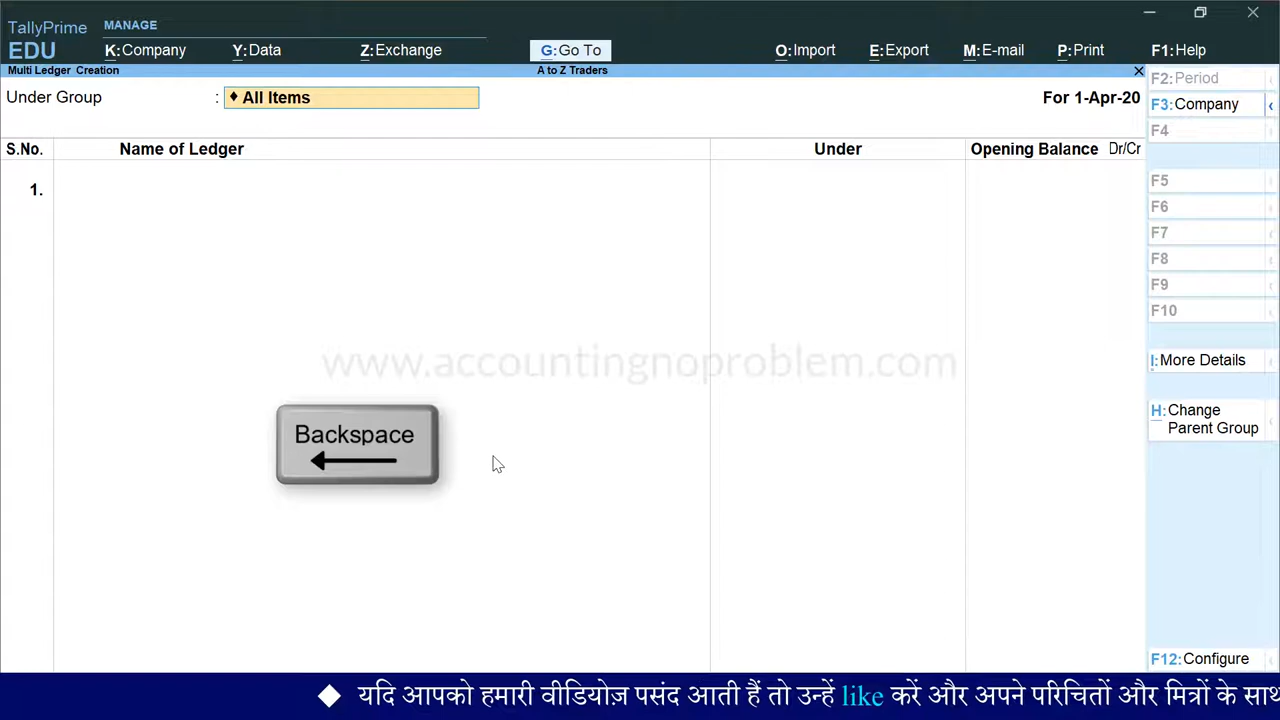 TallyPrime
EDU
MANAGE
K:Company
Y:Data
Z:Exchange
G:Go To
O:Import
E:Export
M:E-mail
P:Print
F1:Help
Multi Ledger Creation
A to Z Traders
Under Group : ♦ All Items
For 1-Apr-20
S.No. Name of Ledger Under Opening Balance Dr/Cr
1.
F2:Period
F3:Company
F4
F5
F6
F7
F8
F9
F10
I:More Details
H:Change
Parent Group
F12:Configure
www.accountingnoproblem.com
Backspace
◆ यदि आपको हमारी वीडियोज़ पसंद आती हैं तो उन्हें like करें और अपने परिचितों और मित्रों के साथ